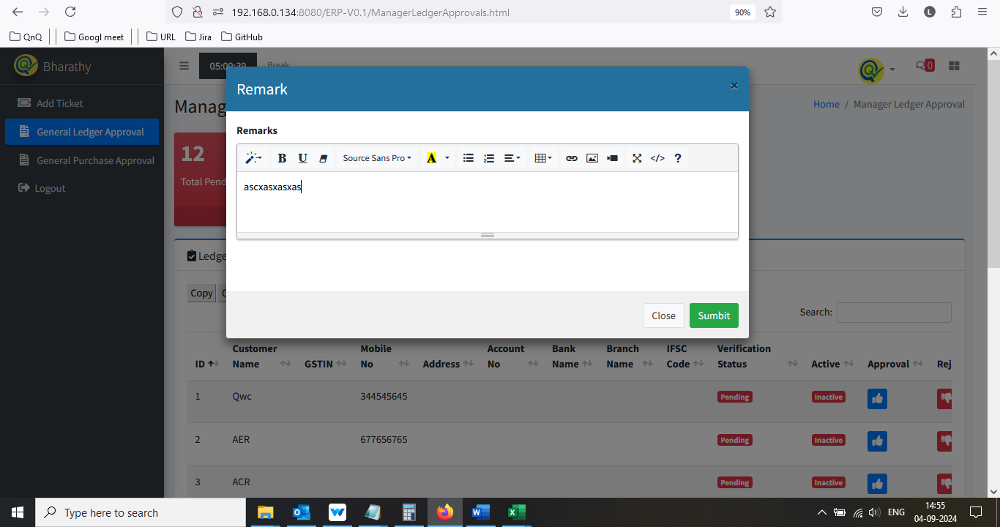 192.168.0.134:8080/ERP-V0.1/ManagerLedgerApprovals.html
90%
L
QnQ
Googl meet
URL
Jira
GitHub
Bharathy
05:09:39
Break
0
Add Ticket
General Ledger Approval
General Purchase Approval
Logout
Manag
Home / Manager Ledger Approval
12
Total Pend
Remark
×
Remarks
B U Source Sans Pro A </> ?
ascxasxasxas
Close
Sumbit
Ledge
Copy
Search:
ID
Customer Name
GSTIN
Mobile No
Address
Account No
Bank Name
Branch Name
IFSC Code
Verification Status
Active
Approval
Rej
1 Qwc 344545645 Pending Inactive
2 AER 677656765 Pending Inactive
3 ACR Pending Inactive
Type here to search
ENG
14:55
04-09-2024